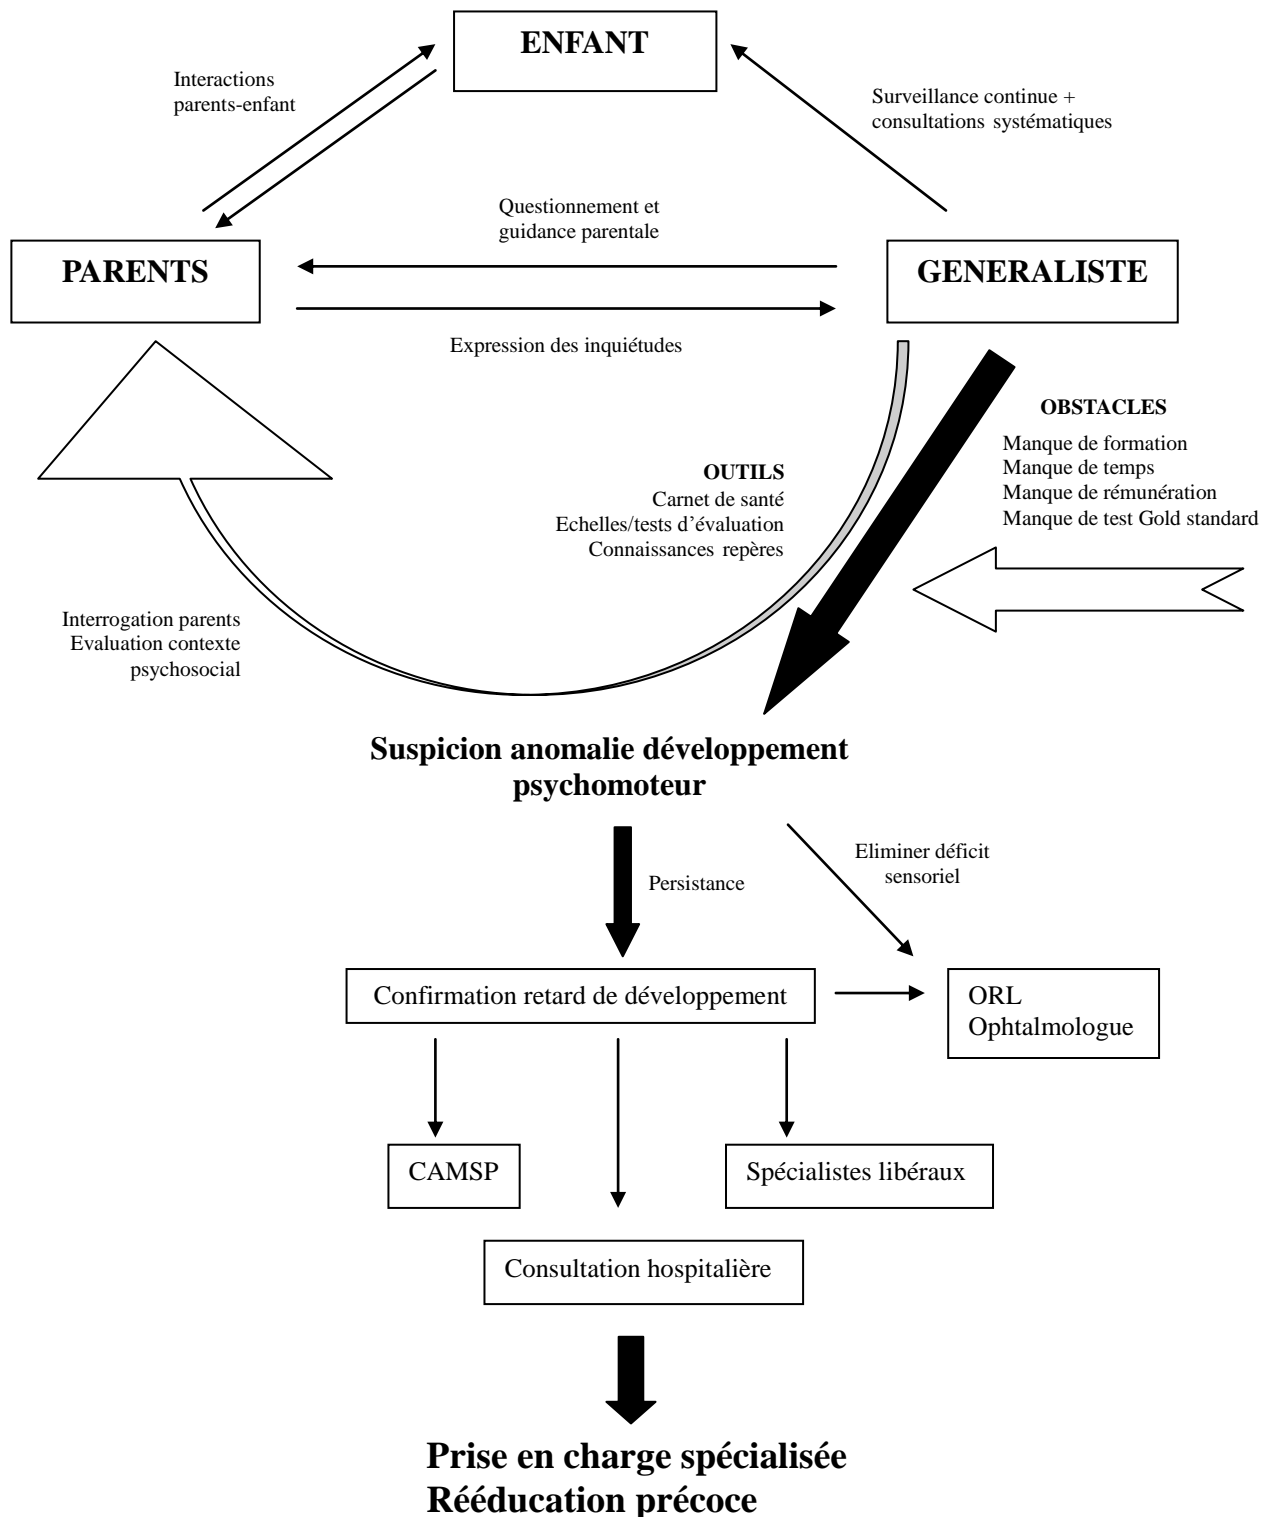 ENFANT
Interactions
parents-enfant
Surveillance continue +
consultations systématiques
Questionnement et
guidance parentale
PARENTS
GENERALISTE
Expression des inquiétudes
OBSTACLES
Manque de formation
Manque de temps
Manque de rémunération
Manque de test Gold standard
OUTILS
Carnet de santé
Echelles/tests d’évaluation
Connaissances repères
Interrogation parents
Evaluation contexte
psychosocial
Suspicion anomalie développement
psychomoteur
Eliminer déficit
sensoriel
Persistance
Confirmation retard de développement
ORL
Ophtalmologue
CAMSP
Spécialistes libéraux
Consultation hospitalière
Prise en charge spécialisée
Rééducation précoce